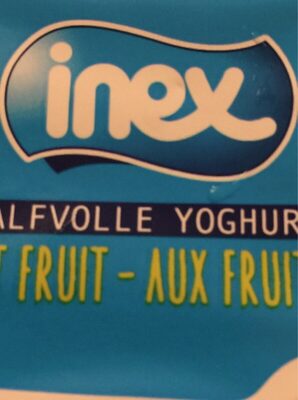 inex
ALFVOLLE YOGHUR
T FRUIT - AUX FRUIT